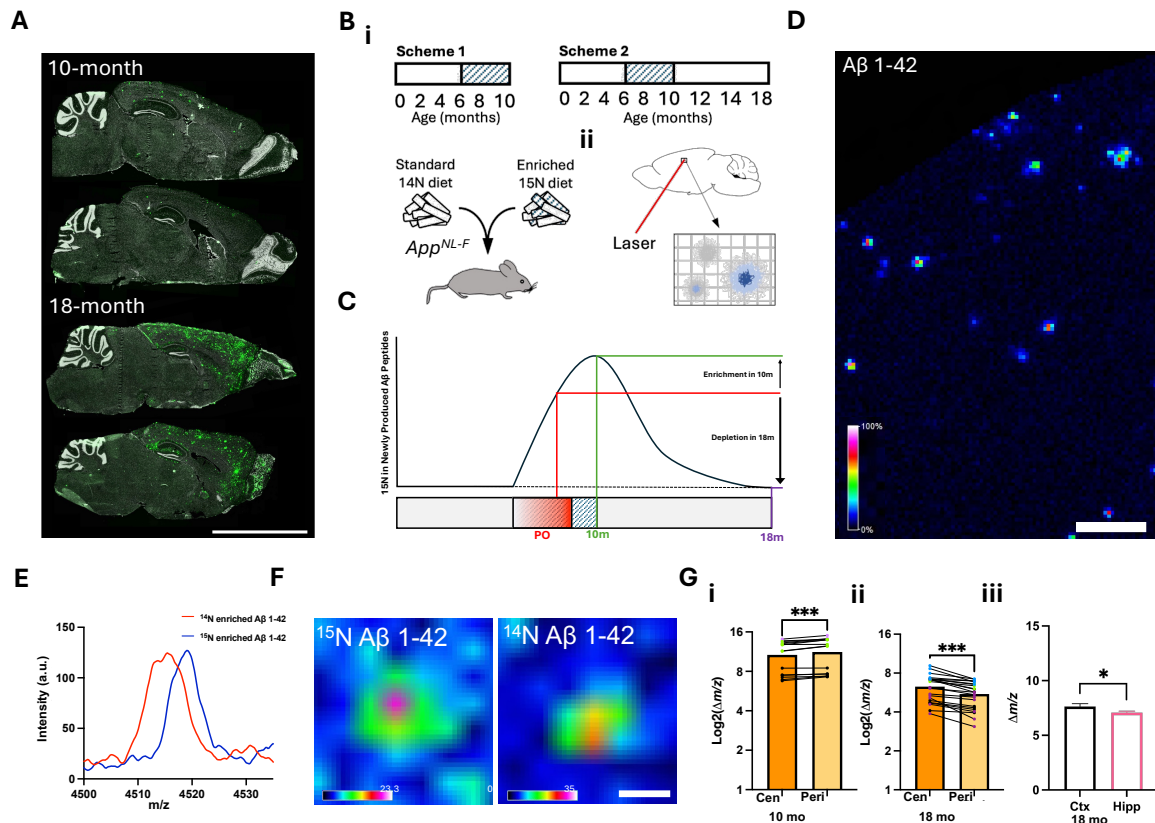 A
10-month
18-month
B
i
Scheme 1
0 2 4 6 8 10
Age (months)
Scheme 2
0 2 4 6 8 10 14 18
Age (months)
ii
Standard
14N diet
Enriched
15N diet
App^NL-F
Laser
C
15N in Newly Produced Aβ Peptides
Enrichment in 10m
Depletion in 18m
PO
10m
18m
D
Aβ 1-42
100%
0%
E
¹⁴N enriched Aβ 1-42
¹⁵N enriched Aβ 1-42
Intensity (a.u.)
150
100
50
0
4500 4510 4520 4530
m/z
F
¹⁵N Aβ 1-42
23.3
0
¹⁴N Aβ 1-42
35
G
i
***
Log2(Δm/z)
16
8
4
2
1
Cen Peri
10 mo
ii
***
Log2(Δm/z)
16
8
4
2
1
Cen Peri
18 mo
iii
*
Δm/z
15
10
5
0
Ctx Hipp
18 mo